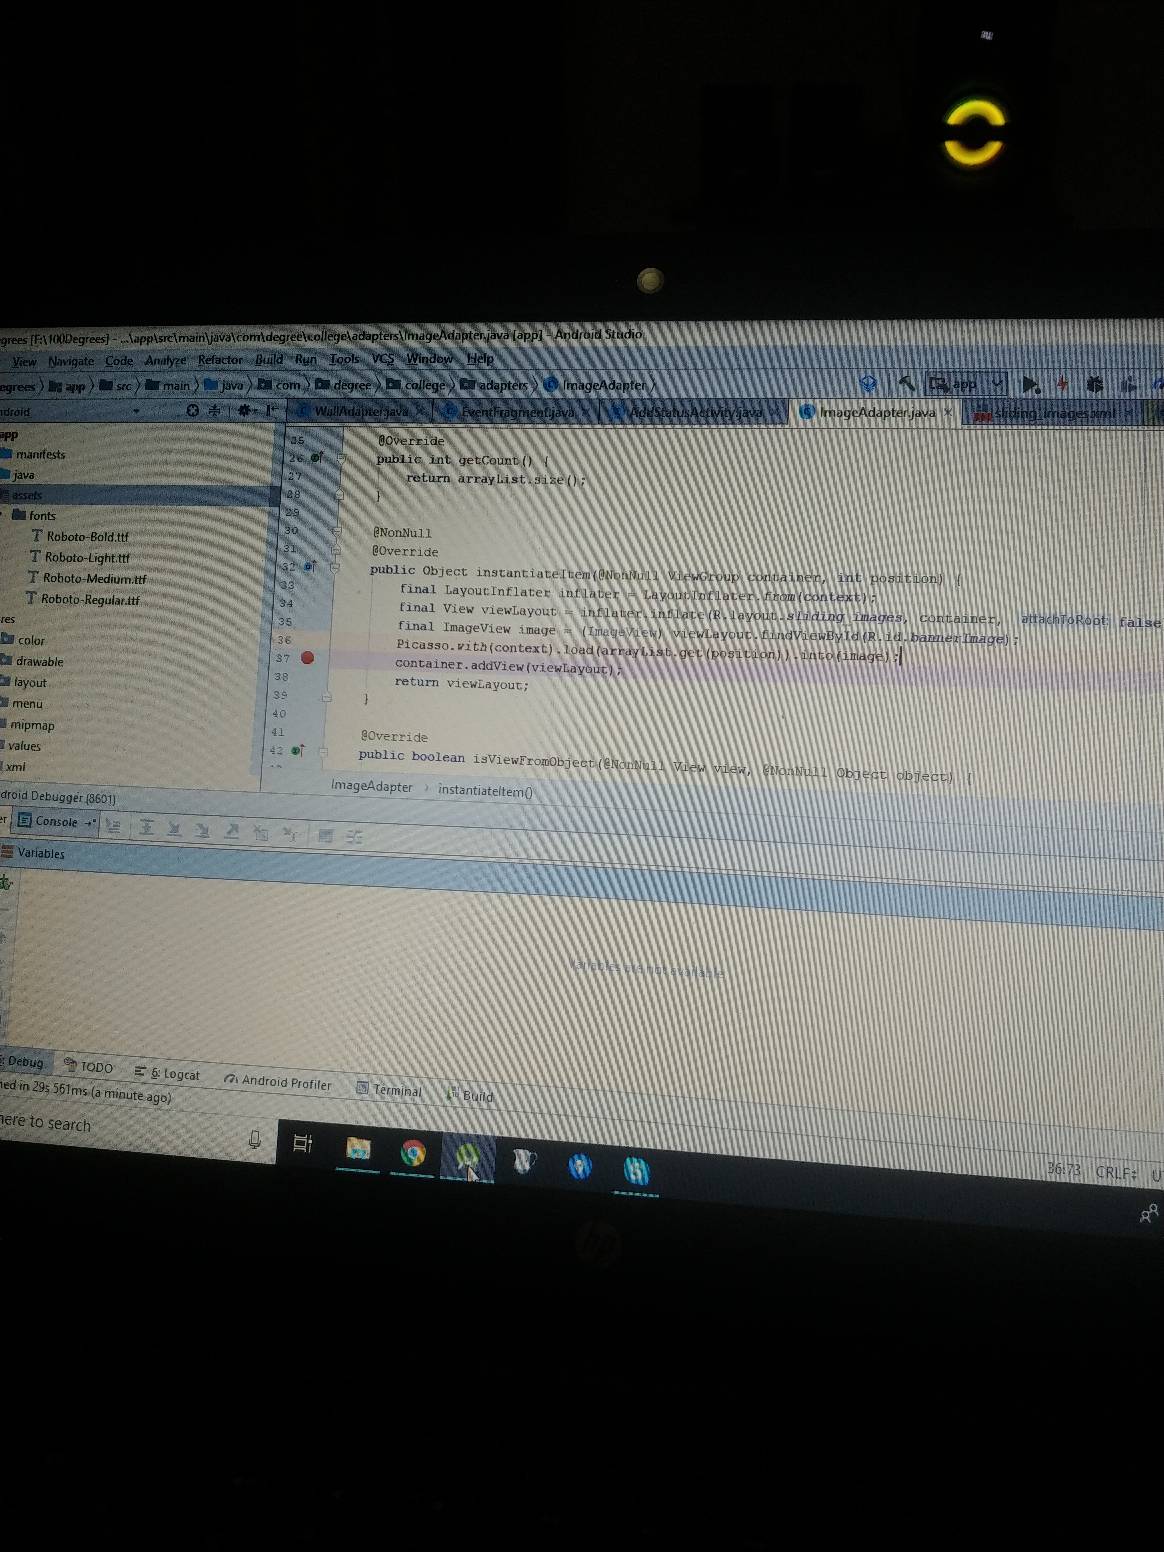 grees [F:\100Degrees] - ...\app\src\main\java\com\degree\college\adapters\ImageAdapter.java [app] - Android Studio
View Navigate Code Analyze Refactor Build Run Tools VCS Window Help
egrees app src main java com degree college adapters ImageAdapter
app
ndroid
WallAdapter.java EventFragment.java AddStatusActivity.java ImageAdapter.java sliding_images.xml
app
manifests
java
assets
fonts
Roboto-Bold.ttf
Roboto-Light.ttf
Roboto-Medium.ttf
Roboto-Regular.ttf
res
color
drawable
layout
menu
mipmap
values
xml
25 @Override
26 public int getCount() {
27 return arrayList.size();
28 }
29
30 @NonNull
31 @Override
32 public Object instantiateItem(@NonNull ViewGroup container, int position) {
33 final LayoutInflater inflater = LayoutInflater.from(context);
34 final View viewLayout = inflater.inflate(R.layout.sliding_images, container, attachToRoot: false
35 final ImageView image = (ImageView) viewLayout.findViewById(R.id.bannerImage);
36 Picasso.with(context).load(arrayList.get(position)).into(image);
37 container.addView(viewLayout);
38 return viewLayout;
39 }
40
41 @Override
42 public boolean isViewFromObject(@NonNull View view, @NonNull Object object) {
ImageAdapter instantiateItem()
droid Debugger (8601)
er Console
Variables
Variables are not available
: Debug TODO 6: Logcat Android Profiler Terminal Build
hed in 29s 561ms (a minute ago)
36:73 CRLF U
here to search
hp